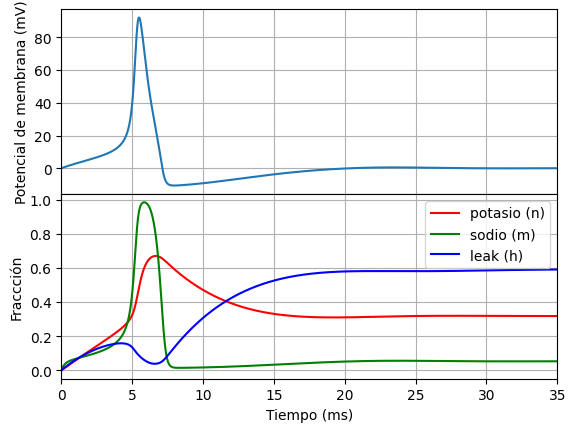 Potencial de membrana (mV)
80
60
40
20
0
Fraccción
1.0
0.8
0.6
0.4
0.2
0.0
potasio (n)
sodio (m)
leak (h)
0 5 10 15 20 25 30 35
Tiempo (ms)